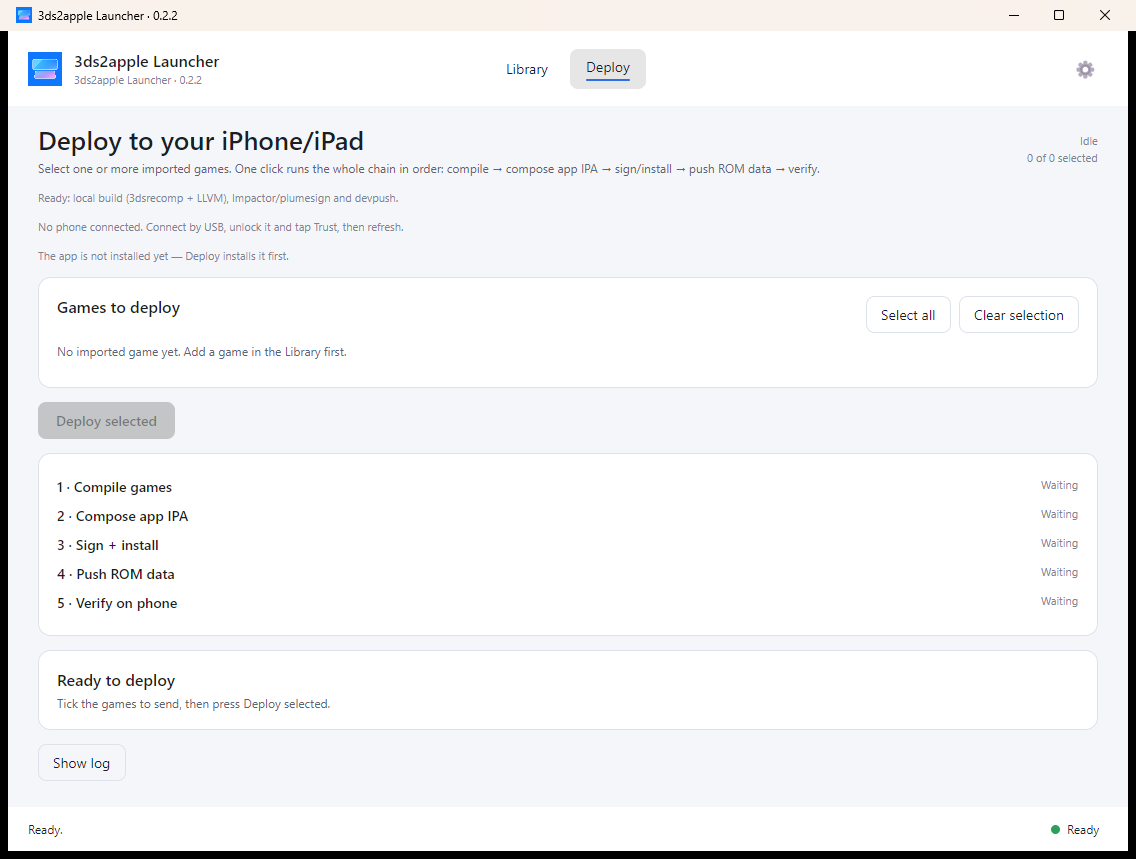 3ds2apple Launcher · 0.2.2
3ds2apple Launcher
3ds2apple Launcher · 0.2.2
Library
Deploy
Deploy to your iPhone/iPad
Idle
Select one or more imported games. One click runs the whole chain in order: compile → compose app IPA → sign/install → push ROM data → verify.
0 of 0 selected
Ready: local build (3dsrecomp + LLVM), Impactor/plumesign and devpush.
No phone connected. Connect by USB, unlock it and tap Trust, then refresh.
The app is not installed yet — Deploy installs it first.
Games to deploy
Select all
Clear selection
No imported game yet. Add a game in the Library first.
Deploy selected
1 · Compile games
Waiting
2 · Compose app IPA
Waiting
3 · Sign + install
Waiting
4 · Push ROM data
Waiting
5 · Verify on phone
Waiting
Ready to deploy
Tick the games to send, then press Deploy selected.
Show log
Ready.
Ready